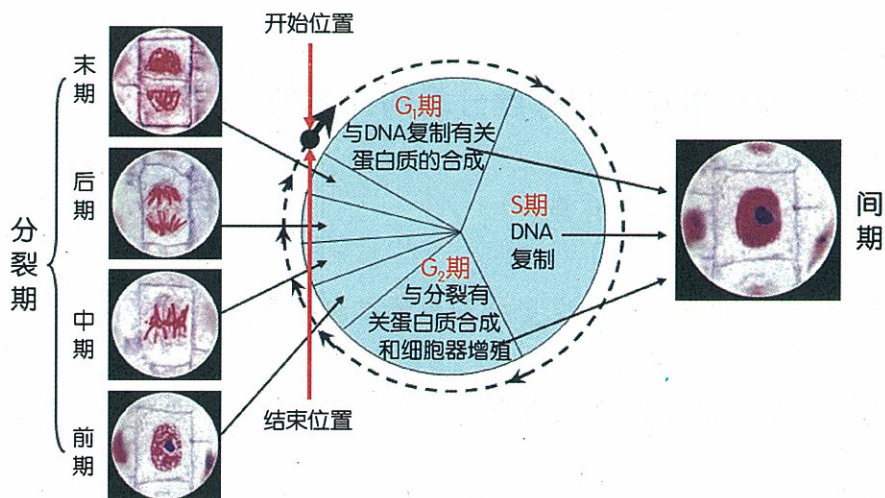 开始位置
末期
后期
分裂期
中期
前期
G₁期
与DNA复制有关
蛋白质的合成
S期
DNA
复制
G₂期
与分裂有
关蛋白质合成
和细胞器增殖
间期
结束位置